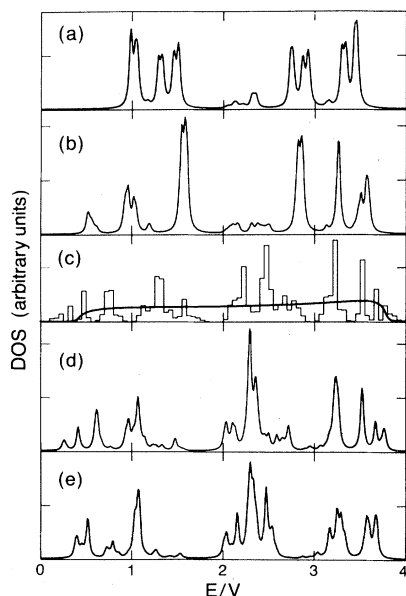 (a)
(b)
(c)
(d)
(e)
DOS (arbitrary units)
0 1 2 3 4
E/V